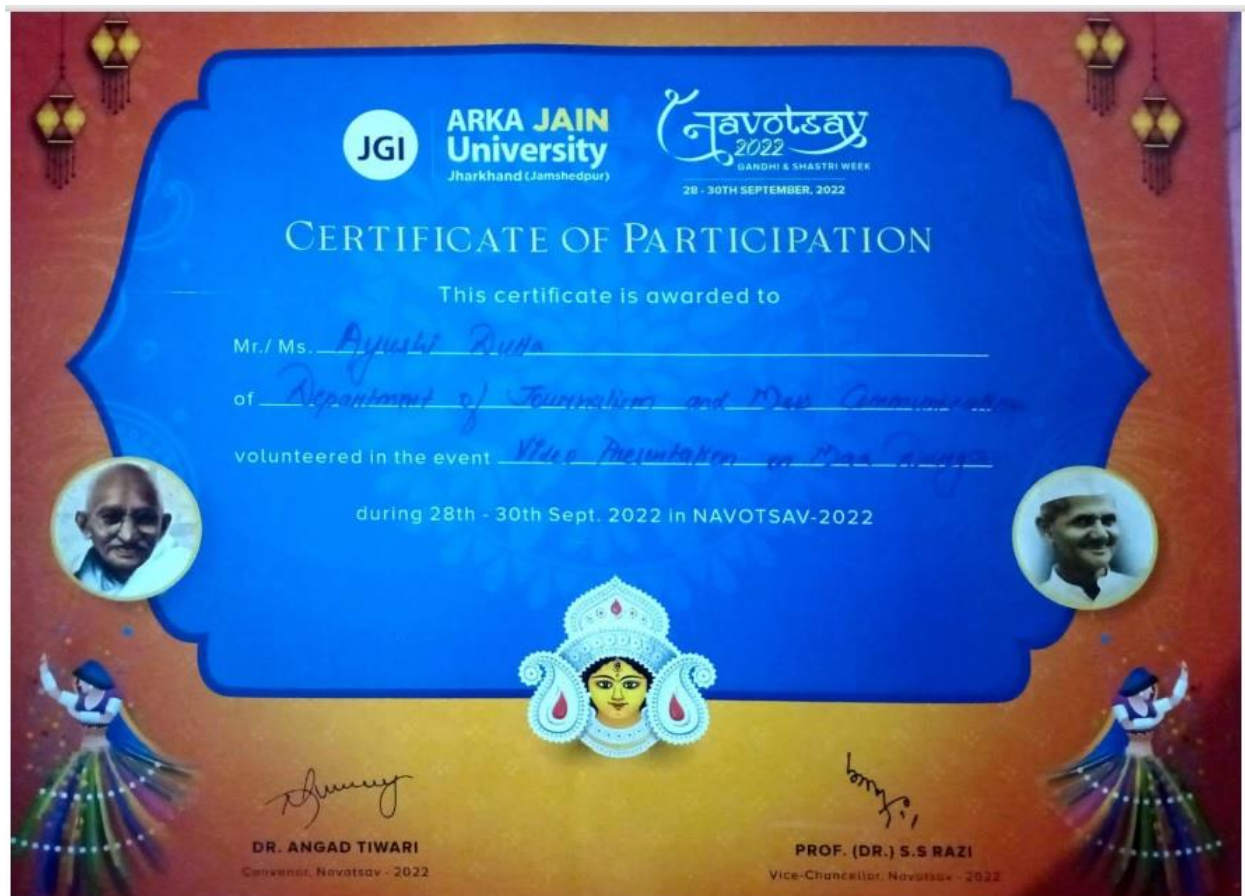 JGI
ARKA JAIN
University
Jharkhand (Jamshedpur)
Navotsav
2022
GANDHI & SHASTRI WEEK
28 - 30TH SEPTEMBER, 2022
CERTIFICATE OF PARTICIPATION
This certificate is awarded to
Mr./ Ms. Ayushi Dutta
of Department of Journalism and Mass Communication
volunteered in the event Video Presentation on Maa Durga
during 28th - 30th Sept. 2022 in NAVOTSAV-2022
DR. ANGAD TIWARI
Convenor, Navotsav - 2022
PROF. (DR.) S.S RAZI
Vice-Chancellor, Navotsav - 2022